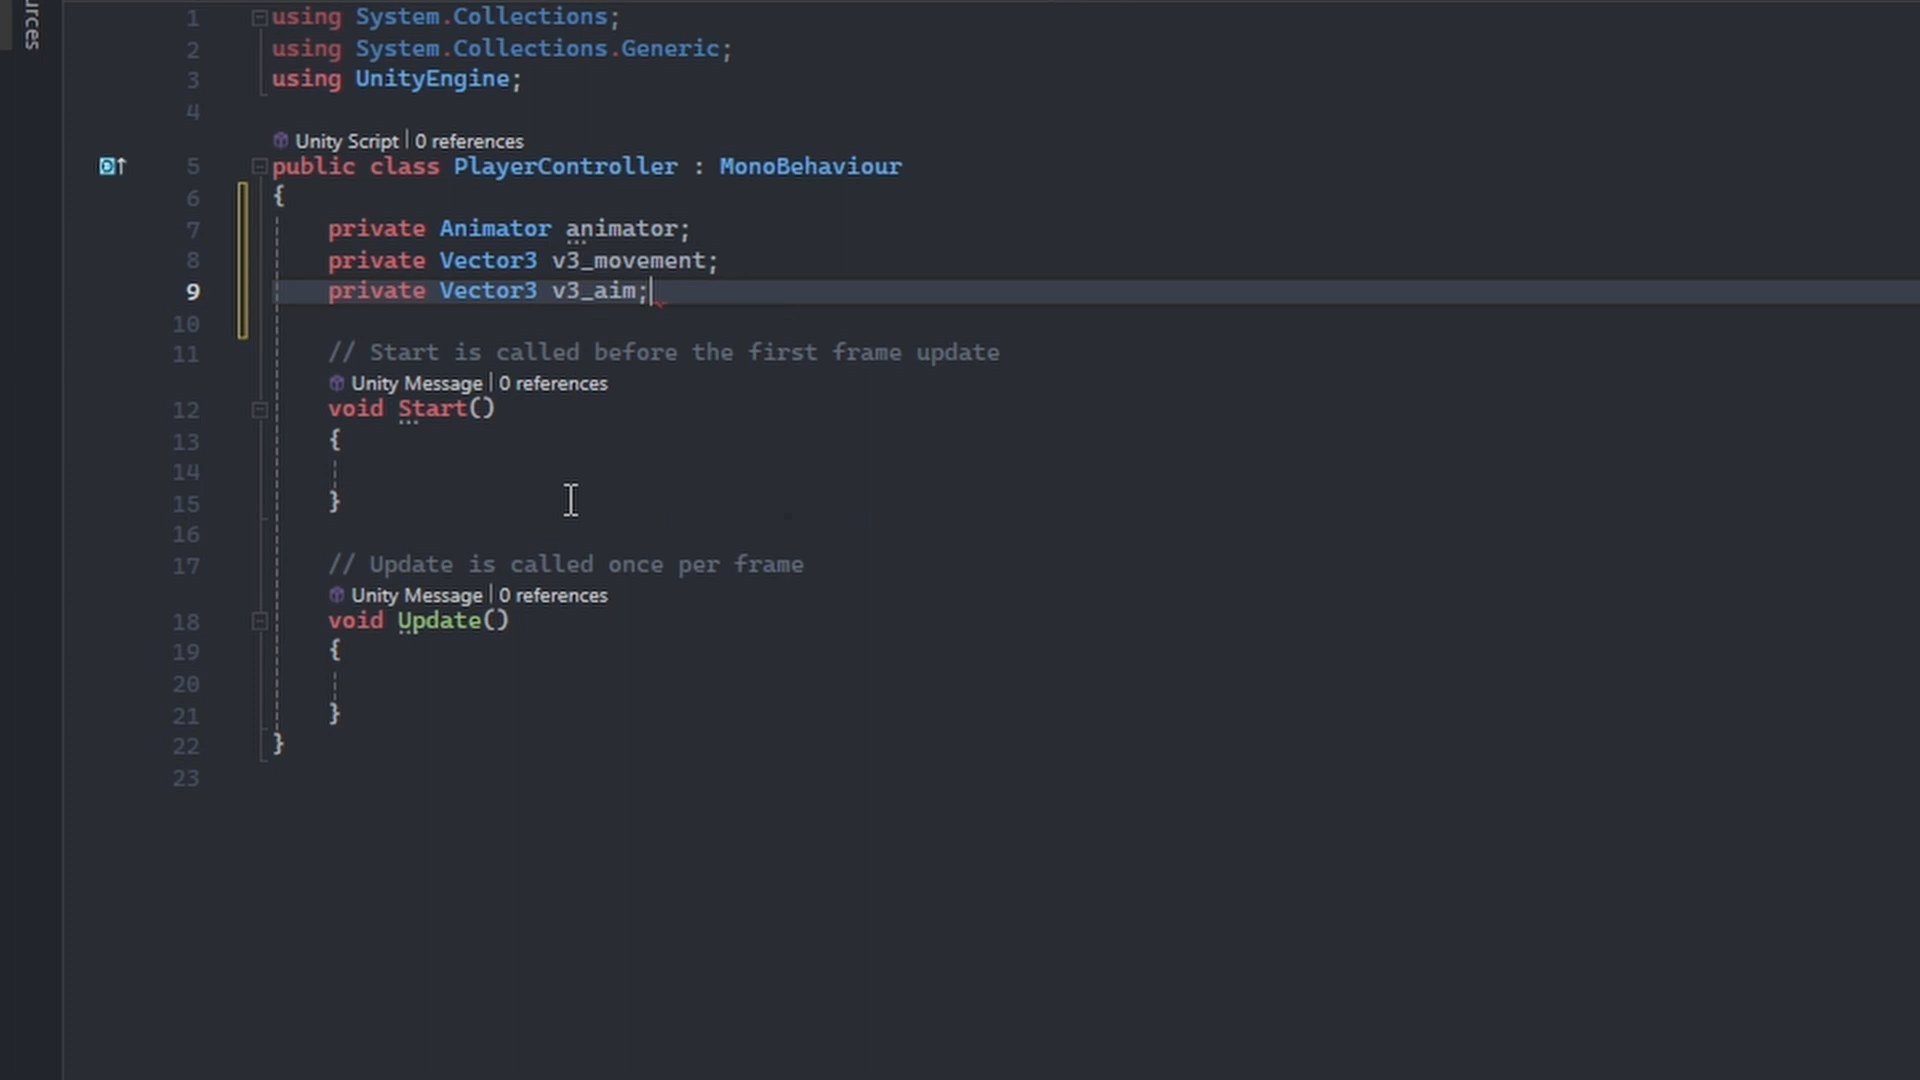 urces
1 using System.Collections;
2 using System.Collections.Generic;
3 using UnityEngine;
4
Unity Script | 0 references
5 public class PlayerController : MonoBehaviour
6 {
7 private Animator animator;
8 private Vector3 v3_movement;
9 private Vector3 v3_aim;
10
11 // Start is called before the first frame update
Unity Message | 0 references
12 void Start()
13 {
14
15 }
16
17 // Update is called once per frame
Unity Message | 0 references
18 void Update()
19 {
20
21 }
22 }
23